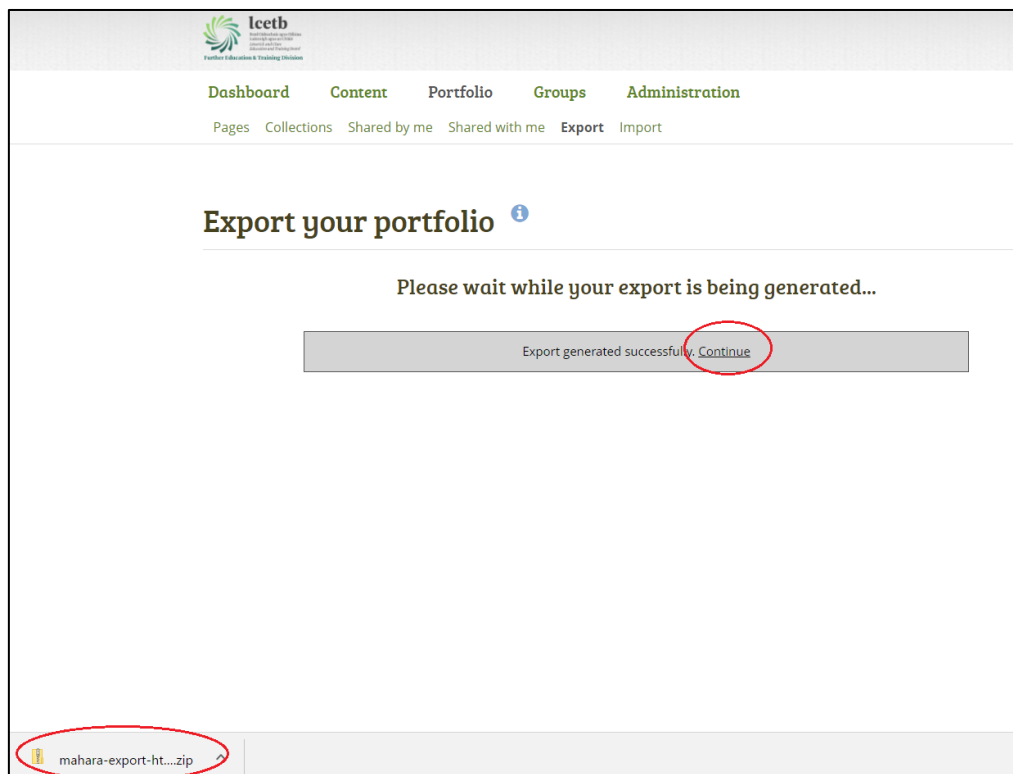 lcetb
Further Education & Training Division
Dashboard Content Portfolio Groups Administration
Pages Collections Shared by me Shared with me Export Import
Export your portfolio
Please wait while your export is being generated...
Export generated successfully. Continue
mahara-export-ht....zip